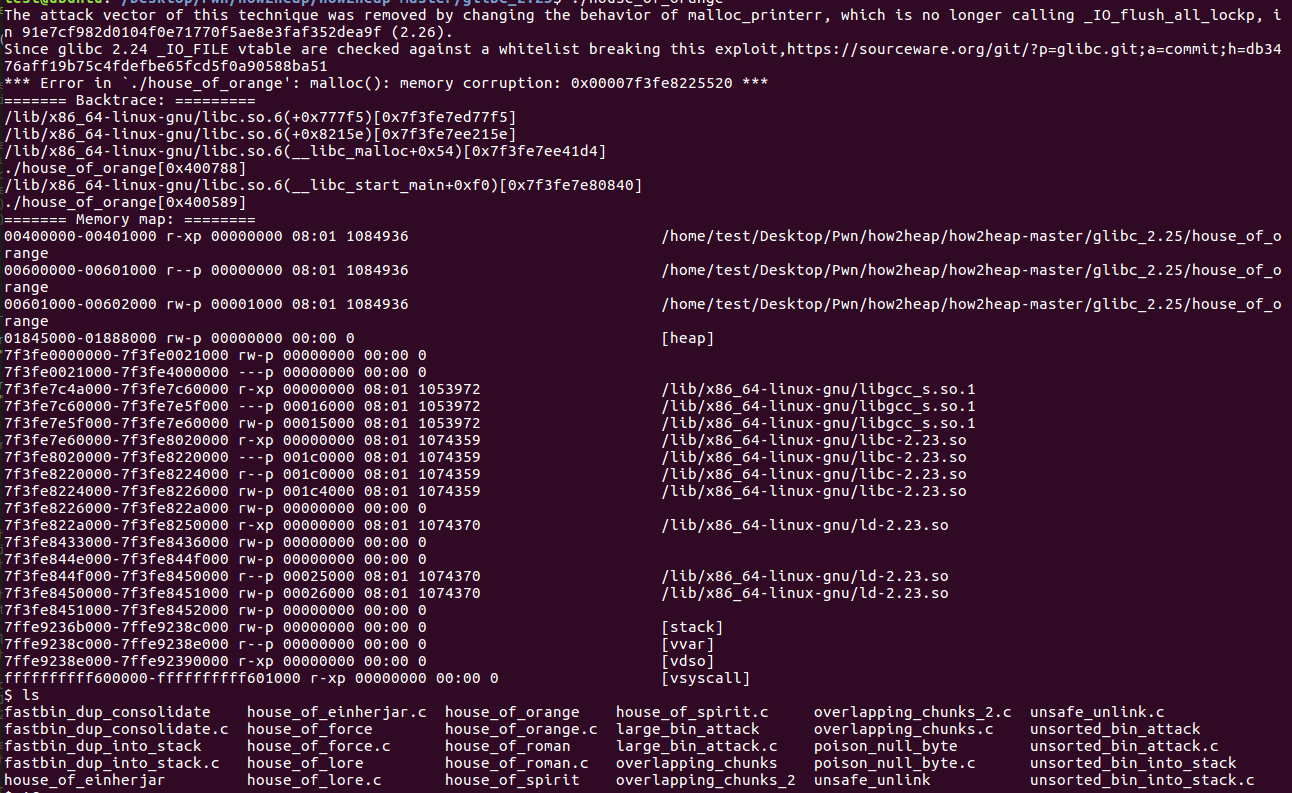 test@ubuntu:~/Desktop/Pwn/how2heap/how2heap-master/glibc_2.25$ ./house_of_orange
The attack vector of this technique was removed by changing the behavior of malloc_printerr, which is no longer calling _IO_flush_all_lockp, i
n 91e7cf982d0104f0e71770f5ae8e3faf352dea9f (2.26).
Since glibc 2.24 _IO_FILE vtable are checked against a whitelist breaking this exploit,https://sourceware.org/git/?p=glibc.git;a=commit;h=db34
76aff19b75c4fdefbe65fcd5f0a90588ba51
*** Error in `./house_of_orange': malloc(): memory corruption: 0x00007f3fe8225520 ***
======= Backtrace: =========
/lib/x86_64-linux-gnu/libc.so.6(+0x777f5)[0x7f3fe7ed77f5]
/lib/x86_64-linux-gnu/libc.so.6(+0x8215e)[0x7f3fe7ee215e]
/lib/x86_64-linux-gnu/libc.so.6(__libc_malloc+0x54)[0x7f3fe7ee41d4]
./house_of_orange[0x400788]
/lib/x86_64-linux-gnu/libc.so.6(__libc_start_main+0xf0)[0x7f3fe7e80840]
./house_of_orange[0x400589]
======= Memory map: ========
00400000-00401000 r-xp 00000000 08:01 1084936 /home/test/Desktop/Pwn/how2heap/how2heap-master/glibc_2.25/house_of_o
range
00600000-00601000 r--p 00000000 08:01 1084936 /home/test/Desktop/Pwn/how2heap/how2heap-master/glibc_2.25/house_of_o
range
00601000-00602000 rw-p 00001000 08:01 1084936 /home/test/Desktop/Pwn/how2heap/how2heap-master/glibc_2.25/house_of_o
range
01845000-01888000 rw-p 00000000 00:00 0 [heap]
7f3fe0000000-7f3fe0021000 rw-p 00000000 00:00 0
7f3fe0021000-7f3fe4000000 ---p 00000000 00:00 0
7f3fe7c4a000-7f3fe7c60000 r-xp 00000000 08:01 1053972 /lib/x86_64-linux-gnu/libgcc_s.so.1
7f3fe7c60000-7f3fe7e5f000 ---p 00016000 08:01 1053972 /lib/x86_64-linux-gnu/libgcc_s.so.1
7f3fe7e5f000-7f3fe7e60000 rw-p 00015000 08:01 1053972 /lib/x86_64-linux-gnu/libgcc_s.so.1
7f3fe7e60000-7f3fe8020000 r-xp 00000000 08:01 1074359 /lib/x86_64-linux-gnu/libc-2.23.so
7f3fe8020000-7f3fe8220000 ---p 001c0000 08:01 1074359 /lib/x86_64-linux-gnu/libc-2.23.so
7f3fe8220000-7f3fe8224000 r--p 001c0000 08:01 1074359 /lib/x86_64-linux-gnu/libc-2.23.so
7f3fe8224000-7f3fe8226000 rw-p 001c4000 08:01 1074359 /lib/x86_64-linux-gnu/libc-2.23.so
7f3fe8226000-7f3fe822a000 rw-p 00000000 00:00 0
7f3fe822a000-7f3fe8250000 r-xp 00000000 08:01 1074370 /lib/x86_64-linux-gnu/ld-2.23.so
7f3fe8433000-7f3fe8436000 rw-p 00000000 00:00 0
7f3fe844e000-7f3fe844f000 rw-p 00000000 00:00 0
7f3fe844f000-7f3fe8450000 r--p 00025000 08:01 1074370 /lib/x86_64-linux-gnu/ld-2.23.so
7f3fe8450000-7f3fe8451000 rw-p 00026000 08:01 1074370 /lib/x86_64-linux-gnu/ld-2.23.so
7f3fe8451000-7f3fe8452000 rw-p 00000000 00:00 0
7ffe9236b000-7ffe9238c000 rw-p 00000000 00:00 0 [stack]
7ffe9238c000-7ffe9238e000 r--p 00000000 00:00 0 [vvar]
7ffe9238e000-7ffe92390000 r-xp 00000000 00:00 0 [vdso]
ffffffffff600000-ffffffffff601000 r-xp 00000000 00:00 0 [vsyscall]
$ ls
fastbin_dup_consolidate house_of_einherjar.c house_of_orange house_of_spirit.c overlapping_chunks_2.c unsafe_unlink.c
fastbin_dup_consolidate.c house_of_force house_of_orange.c large_bin_attack overlapping_chunks.c unsorted_bin_attack
fastbin_dup_into_stack house_of_force.c house_of_roman large_bin_attack.c poison_null_byte unsorted_bin_attack.c
fastbin_dup_into_stack.c house_of_lore house_of_roman.c overlapping_chunks poison_null_byte.c unsorted_bin_into_stack
house_of_einherjar house_of_lore.c house_of_spirit overlapping_chunks_2 unsafe_unlink unsorted_bin_into_stack.c